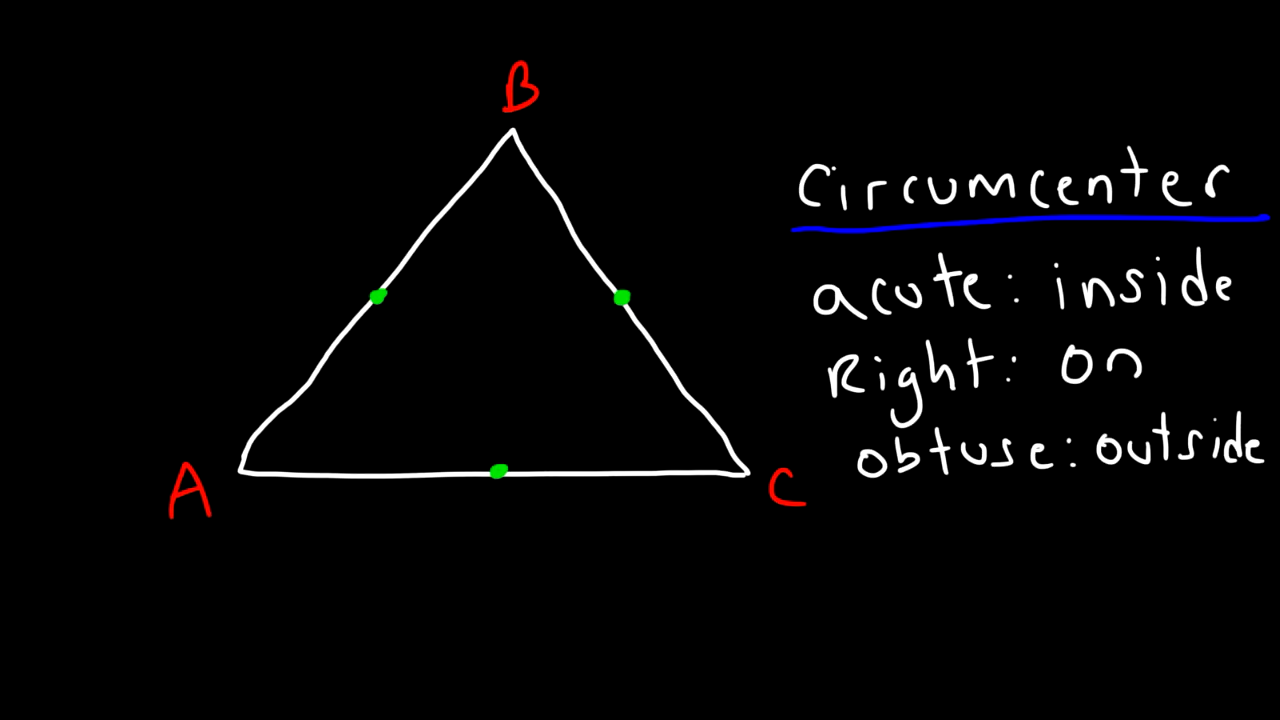 B
Circumcenter
acute: inside
Right: on
obtuse: outside
A
C